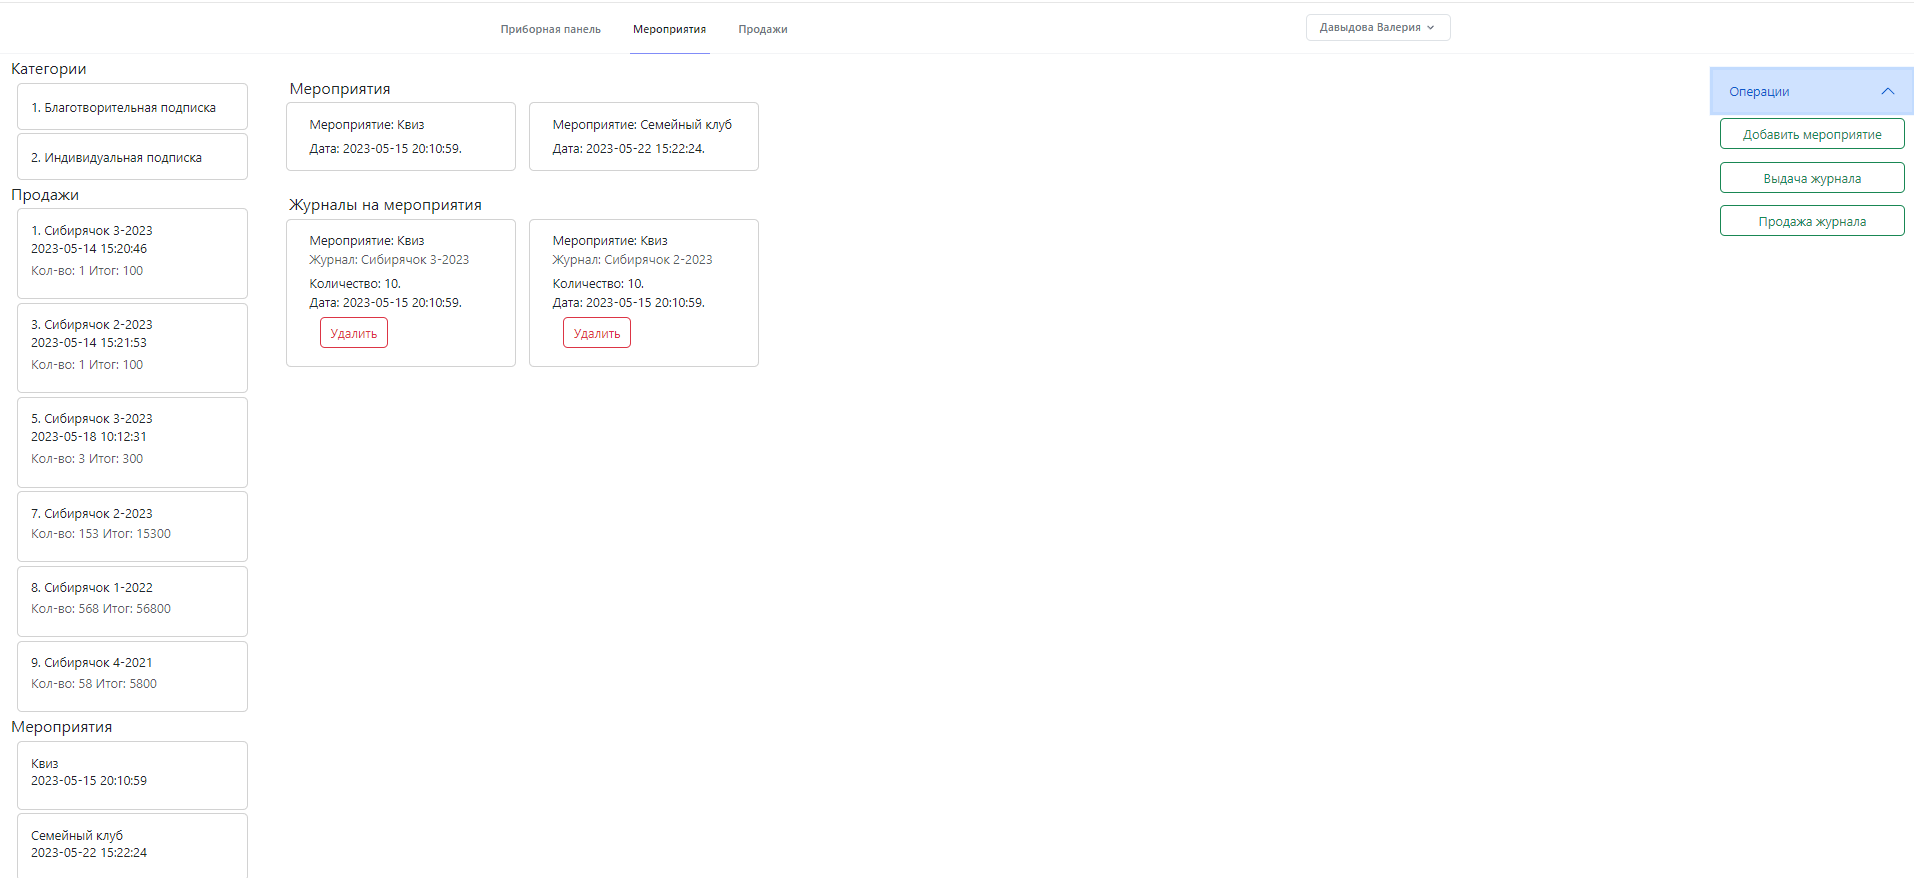 Приборная панель
Мероприятия
Продажи
Давыдова Валерия
Категории
1. Благотворительная подписка
2. Индивидуальная подписка
Продажи
1. Сибирячок 3-2023
2023-05-14 15:20:46
Кол-во: 1 Итог: 100
3. Сибирячок 2-2023
2023-05-14 15:21:53
Кол-во: 1 Итог: 100
5. Сибирячок 3-2023
2023-05-18 10:12:31
Кол-во: 3 Итог: 300
7. Сибирячок 2-2023
Кол-во: 153 Итог: 15300
8. Сибирячок 1-2022
Кол-во: 568 Итог: 56800
9. Сибирячок 4-2021
Кол-во: 58 Итог: 5800
Мероприятия
Квиз
2023-05-15 20:10:59
Семейный клуб
2023-05-22 15:22:24
Мероприятия
Мероприятие: Квиз
Дата: 2023-05-15 20:10:59.
Мероприятие: Семейный клуб
Дата: 2023-05-22 15:22:24.
Журналы на мероприятия
Мероприятие: Квиз
Журнал: Сибирячок 3-2023
Количество: 10.
Дата: 2023-05-15 20:10:59.
Удалить
Мероприятие: Квиз
Журнал: Сибирячок 2-2023
Количество: 10.
Дата: 2023-05-15 20:10:59.
Удалить
Операции
Добавить мероприятие
Выдача журнала
Продажа журнала